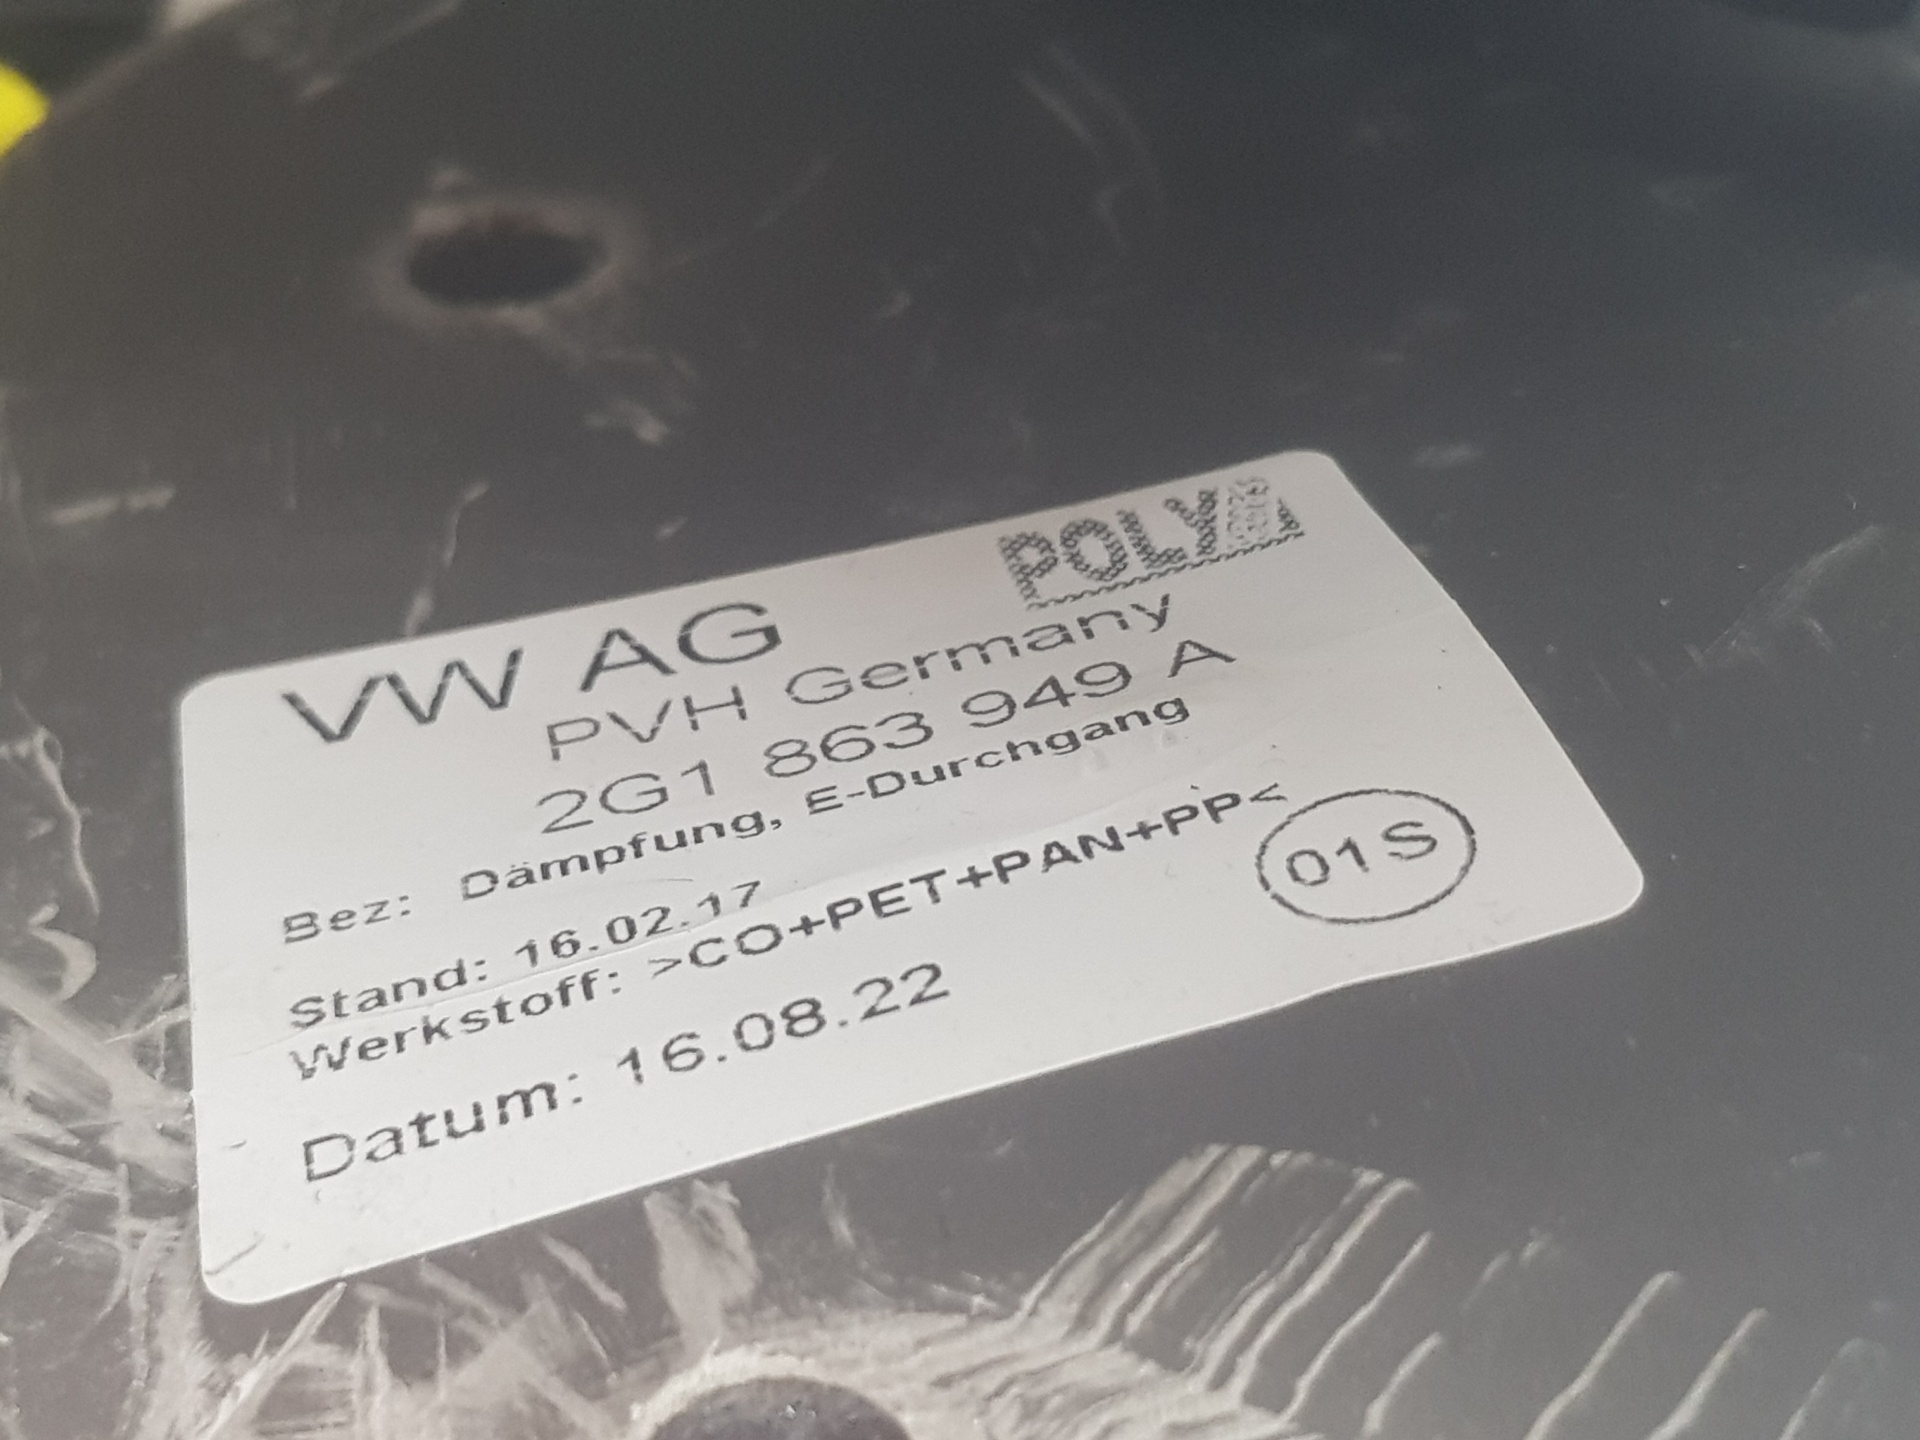 VW AG
PVH Germany
2G1 863 949 A
Bez: Dämpfung, E-Durchgang
Stand: 16.02.17
Werkstoff: >CO+PET+PAN+PP<
01S
Datum: 16.08.22